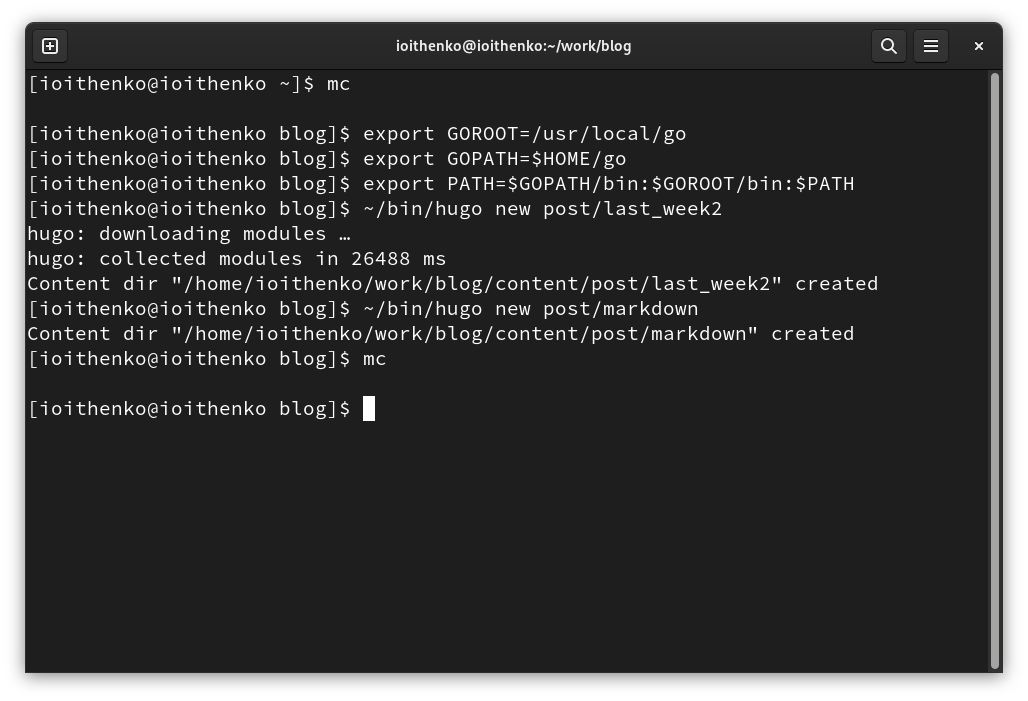 ioithenko@ioithenko:~/work/blog
[ioithenko@ioithenko ~]$ mc
[ioithenko@ioithenko blog]$ export GOROOT=/usr/local/go
[ioithenko@ioithenko blog]$ export GOPATH=$HOME/go
[ioithenko@ioithenko blog]$ export PATH=$GOPATH/bin:$GOROOT/bin:$PATH
[ioithenko@ioithenko blog]$ ~/bin/hugo new post/last_week2
hugo: downloading modules …
hugo: collected modules in 26488 ms
Content dir "/home/ioithenko/work/blog/content/post/last_week2" created
[ioithenko@ioithenko blog]$ ~/bin/hugo new post/markdown
Content dir "/home/ioithenko/work/blog/content/post/markdown" created
[ioithenko@ioithenko blog]$ mc
[ioithenko@ioithenko blog]$